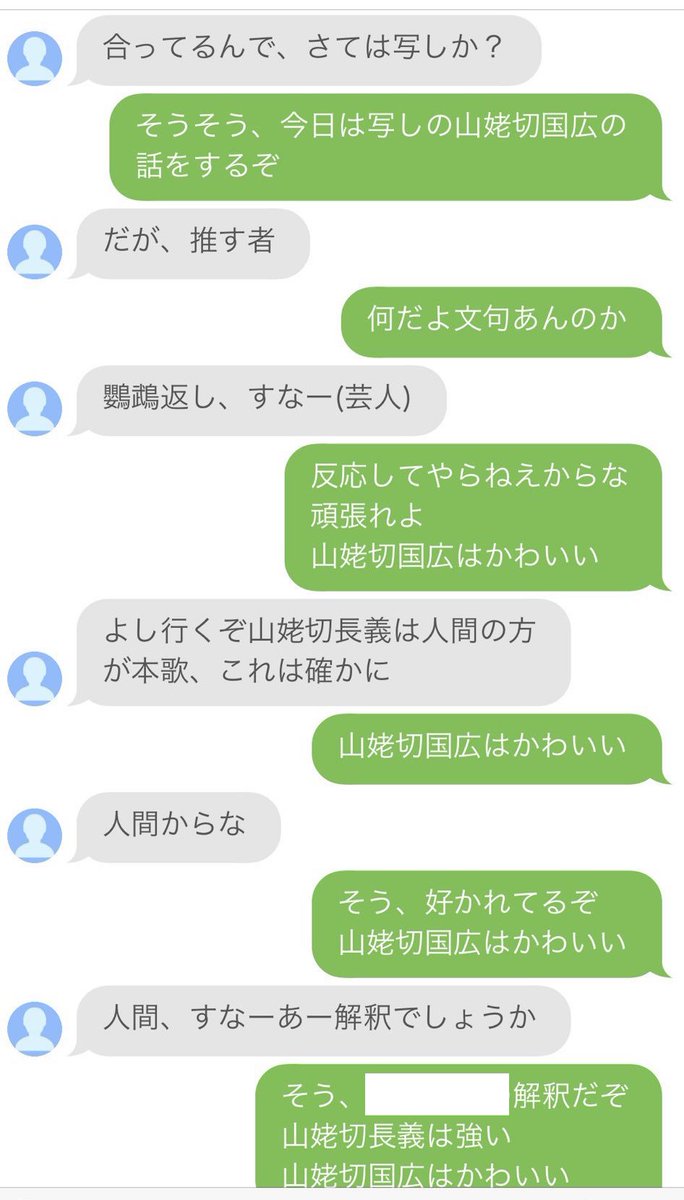 合ってるんで、さては写しか？
そうそう、今日は写しの山姥切国広の
話をするぞ
だが、推す者
何だよ文句あんのか
鸚鵡返し、すなー(芸人)
反応してやらねえからな
頑張れよ
山姥切国広はかわいい
よし行くぞ山姥切長義は人間の方
が本歌、これは確かに
山姥切国広はかわいい
人間からな
そう、好かれてるぞ
山姥切国広はかわいい
人間、すなーあー解釈でしょうか
そう、解釈だぞ
山姥切長義は強い
山姥切国広はかわいい